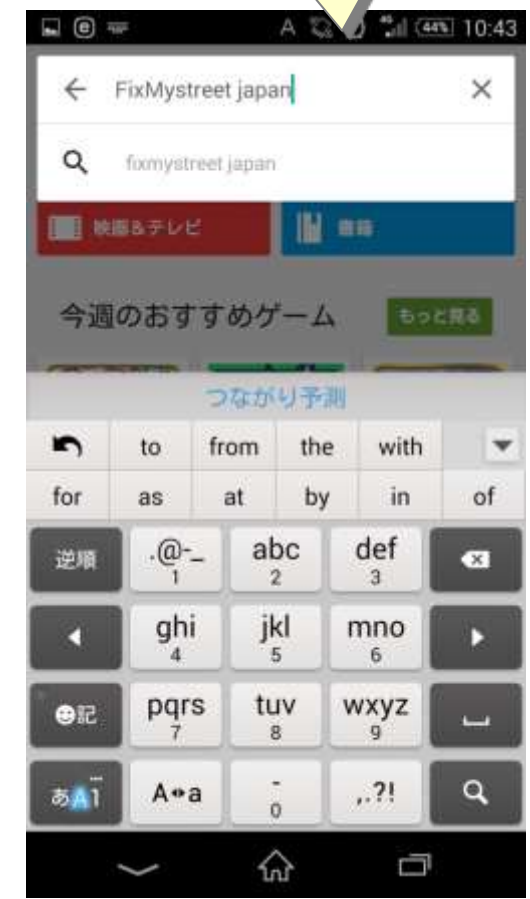 A 4G 44% 10:43
FixMystreet japan
fixmystreet japan
映画&テレビ 書籍
今週のおすすめゲーム もっと見る
つながり予測
to from the with
for as at by in of
逆順 .@-_ 1 abc 2 def 3
ghi 4 jkl 5 mno 6
記 pqrs 7 tuv 8 wxyz 9
あA1 A⇔a - 0 ,.?!